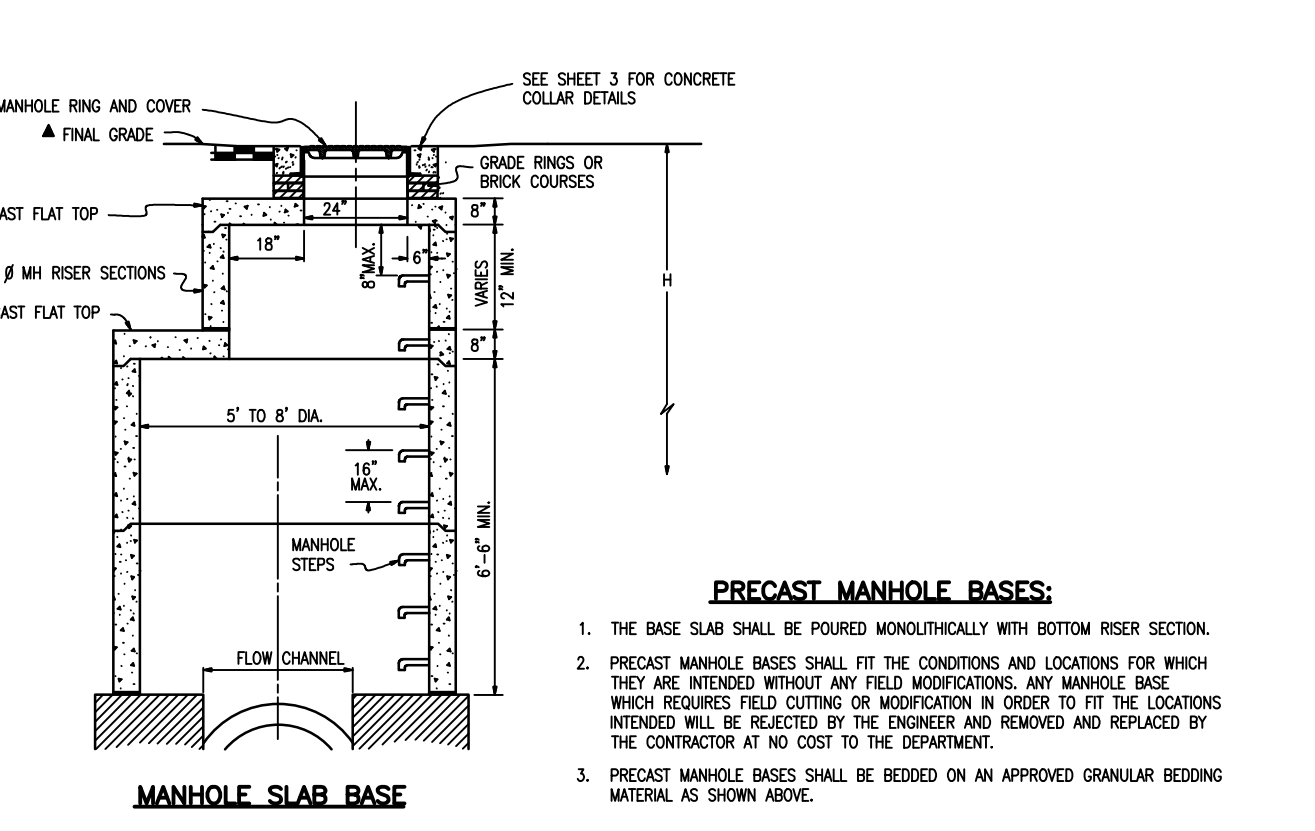 SEE SHEET 3 FOR CONCRETE
COLLAR DETAILS
MANHOLE RING AND COVER
FINAL GRADE
GRADE RINGS OR
BRICK COURSES
AST FLAT TOP
24"
8"
18"
8"MAX.
6"
VARIES
12" MIN.
H
Ø MH RISER SECTIONS
AST FLAT TOP
8"
5' TO 8' DIA.
16"
MAX.
6'-6" MIN.
MANHOLE
STEPS
FLOW CHANNEL
MANHOLE SLAB BASE
PRECAST MANHOLE BASES:
1. THE BASE SLAB SHALL BE POURED MONOLITHICALLY WITH BOTTOM RISER SECTION.
2. PRECAST MANHOLE BASES SHALL FIT THE CONDITIONS AND LOCATIONS FOR WHICH
THEY ARE INTENDED WITHOUT ANY FIELD MODIFICATIONS. ANY MANHOLE BASE
WHICH REQUIRES FIELD CUTTING OR MODIFICATION IN ORDER TO FIT THE LOCATIONS
INTENDED WILL BE REJECTED BY THE ENGINEER AND REMOVED AND REPLACED BY
THE CONTRACTOR AT NO COST TO THE DEPARTMENT.
3. PRECAST MANHOLE BASES SHALL BE BEDDED ON AN APPROVED GRANULAR BEDDING
MATERIAL AS SHOWN ABOVE.